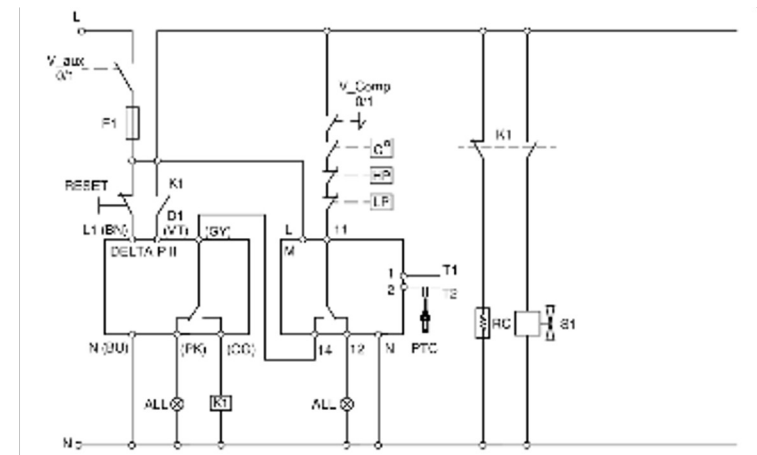 L
V_aux
0/1
V_Comp
0/1
F1
K1
C°
HP
RESET
K1
LP
D1
L1 (BN)
(VT)
(GY)
L
11
DELTA P II
M
1
T1
2
T2
RC
S1
N (BU)
(PK)
(OG)
14
12
N
PTC
ALL
K1
ALL
N